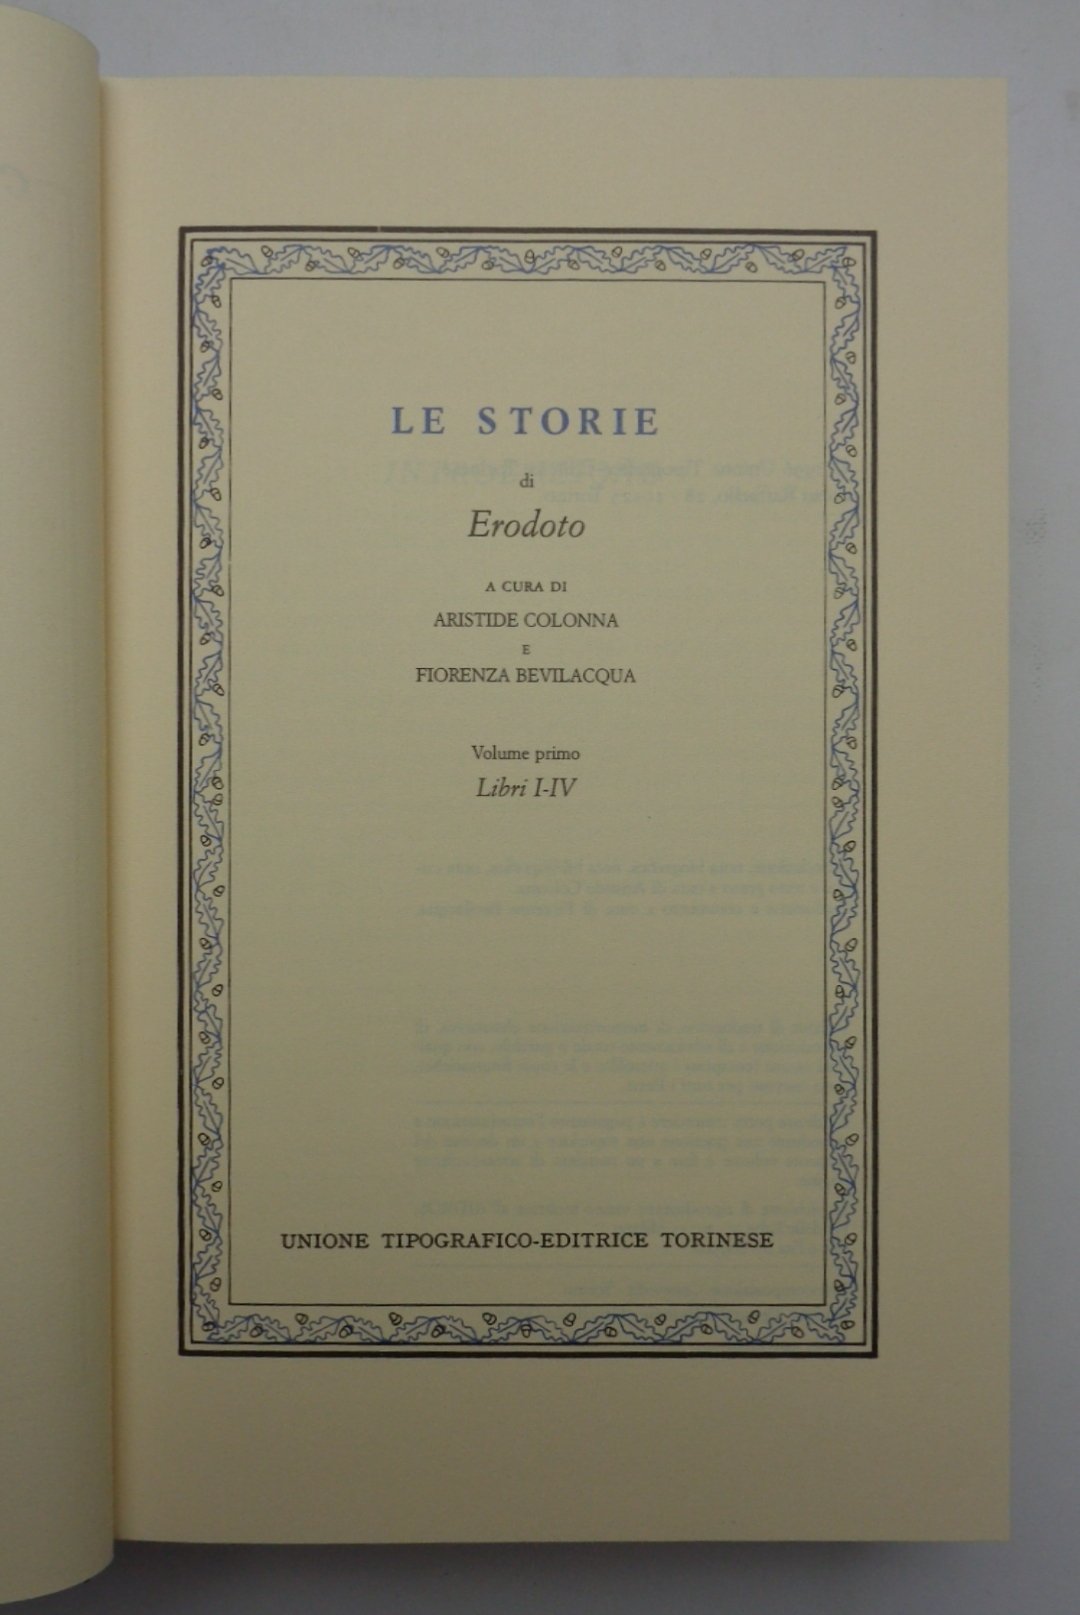 LE STORIE
di
Erodoto
A CURA DI
ARISTIDE COLONNA
E
FIORENZA BEVILACQUA
Volume primo
Libri I-IV
UNIONE TIPOGRAFICO-EDITRICE TORINESE